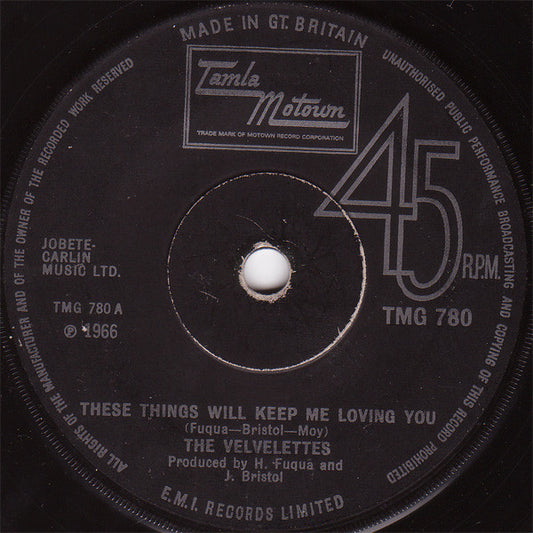 MADE IN GT. BRITAIN
UNAUTHORISED PUBLIC PERFORMANCE BROADCASTING AND COPYING OF THIS RECORD PROHIBITED
ALL RIGHTS OF THE MANUFACTURER AND OF THE OWNER OF THE RECORDED WORK RESERVED
Tamla
Motown
TRADE MARK OF MOTOWN RECORD CORPORATION
45
R.P.M.
JOBETE-
CARLIN
MUSIC LTD.
TMG 780 A
℗ 1966
TMG 780
THESE THINGS WILL KEEP ME LOVING YOU
(Fuqua—Bristol—Moy)
THE VELVELETTES
Produced by H. Fuqua and
J. Bristol
E.M.I. RECORDS LIMITED